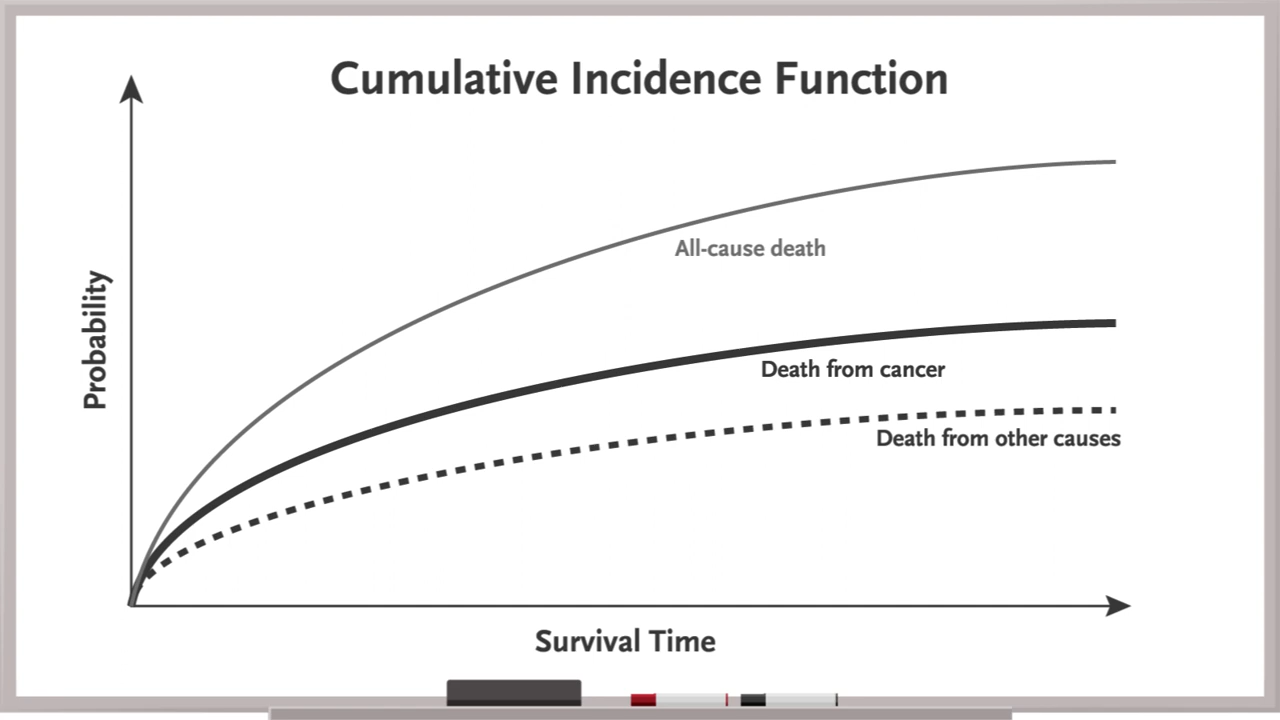 Cumulative Incidence Function
All-cause death
Probability
Death from cancer
Death from other causes
Survival Time